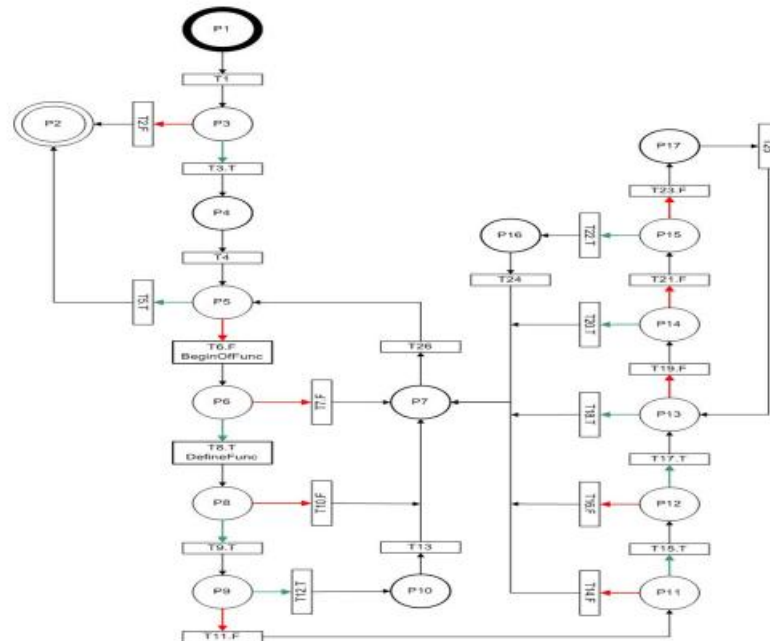 P1
T1
P2
T2.F
P3
T3.T
P4
T4
P5
T5.T
T6.F
BeginOfFunc
P6
T7.F
P7
T26
T8.T
DefineFunc
P8
T10.F
T9.T
T13
P9
T12.T
P10
T11.F
P17
T23.F
P16
T22.T
P15
T24
T21.F
T20.T
P14
T19.F
T18.T
P13
T17.T
T16.F
P12
T15.T
T14.F
P11